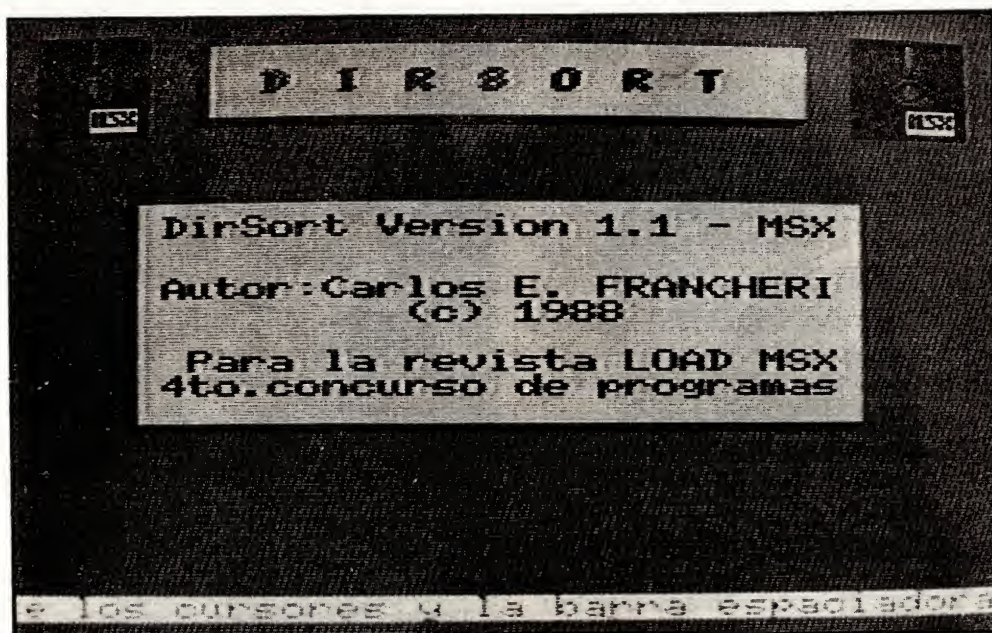 D I R S O R T
MSX
MSX
DirSort Version 1.1 - MSX
Autor:Carlos E. FRANCHERI
(c) 1988
Para la revista LOAD MSX
4to.concurso de programas
e los cursores y la barra espaciadora